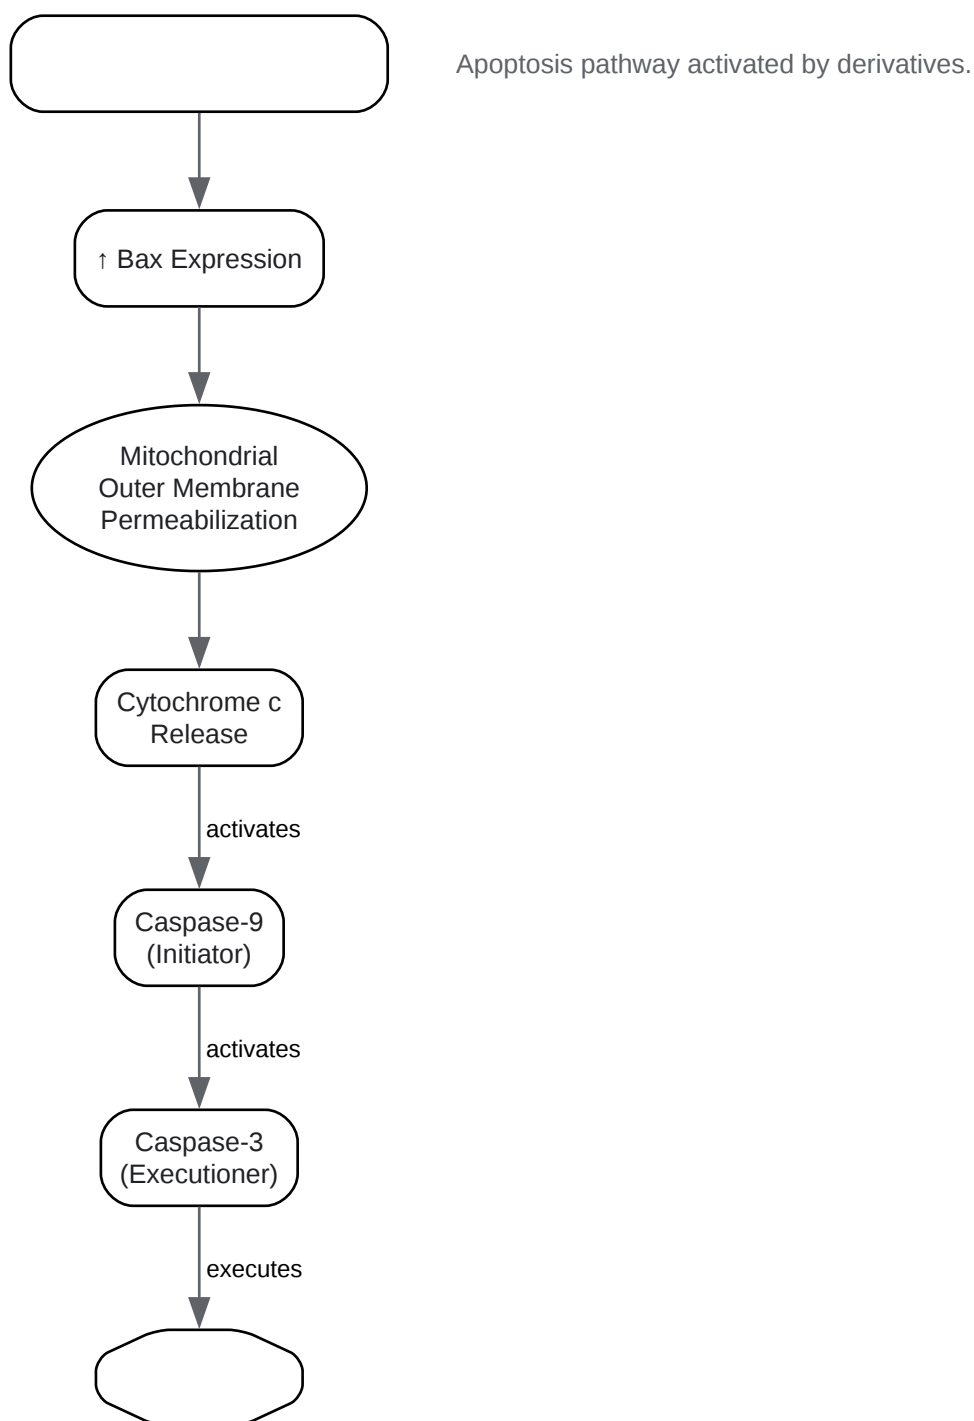 Apoptosis pathway activated by derivatives.
↑ Bax Expression
Mitochondrial
Outer Membrane
Permeabilization
Cytochrome c
Release
activates
Caspase-9
(Initiator)
activates
Caspase-3
(Executioner)
executes